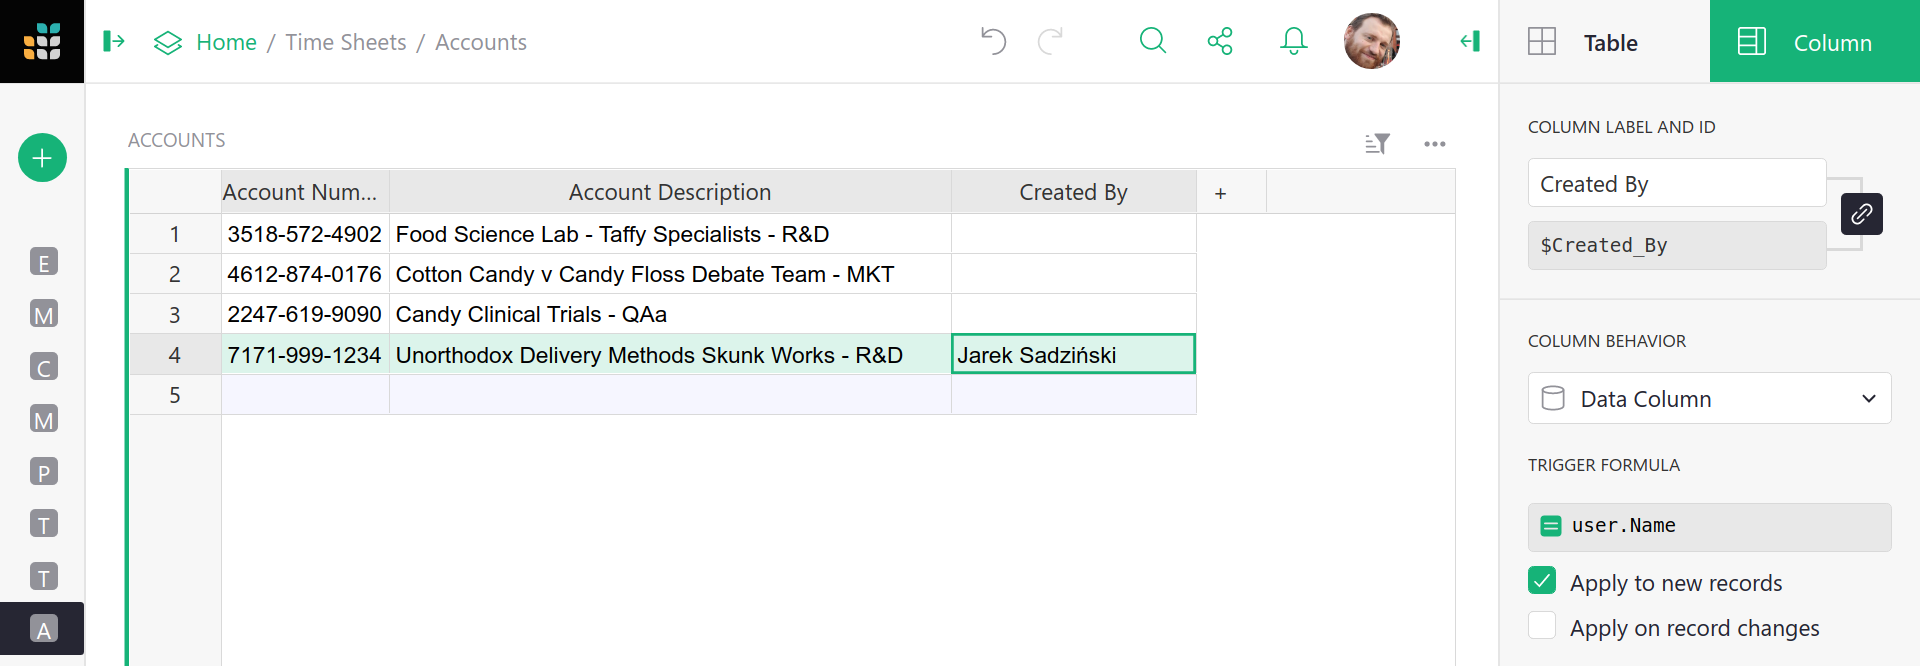 Home / Time Sheets / Accounts
Table
Column
ACCOUNTS
Account Num... Account Description Created By +
1 3518-572-4902 Food Science Lab - Taffy Specialists - R&D
2 4612-874-0176 Cotton Candy v Candy Floss Debate Team - MKT
3 2247-619-9090 Candy Clinical Trials - QAa
4 7171-999-1234 Unorthodox Delivery Methods Skunk Works - R&D Jarek Sadziński
5
E
M
C
M
P
T
T
A
COLUMN LABEL AND ID
Created By
$Created_By
COLUMN BEHAVIOR
Data Column
TRIGGER FORMULA
= user.Name
Apply to new records
Apply on record changes